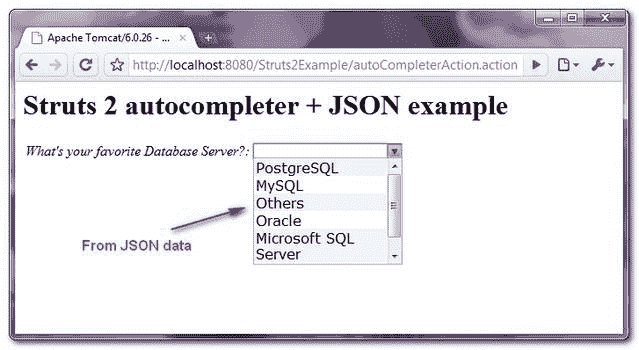 Apache Tomcat/6.0.26 - ...
http://localhost:8080/Struts2Example/autoCompleterAction.action
Struts 2 autocompleter + JSON example
What's your favorite Database Server?:
PostgreSQL
MySQL
Others
Oracle
Microsoft SQL
Server
From JSON data